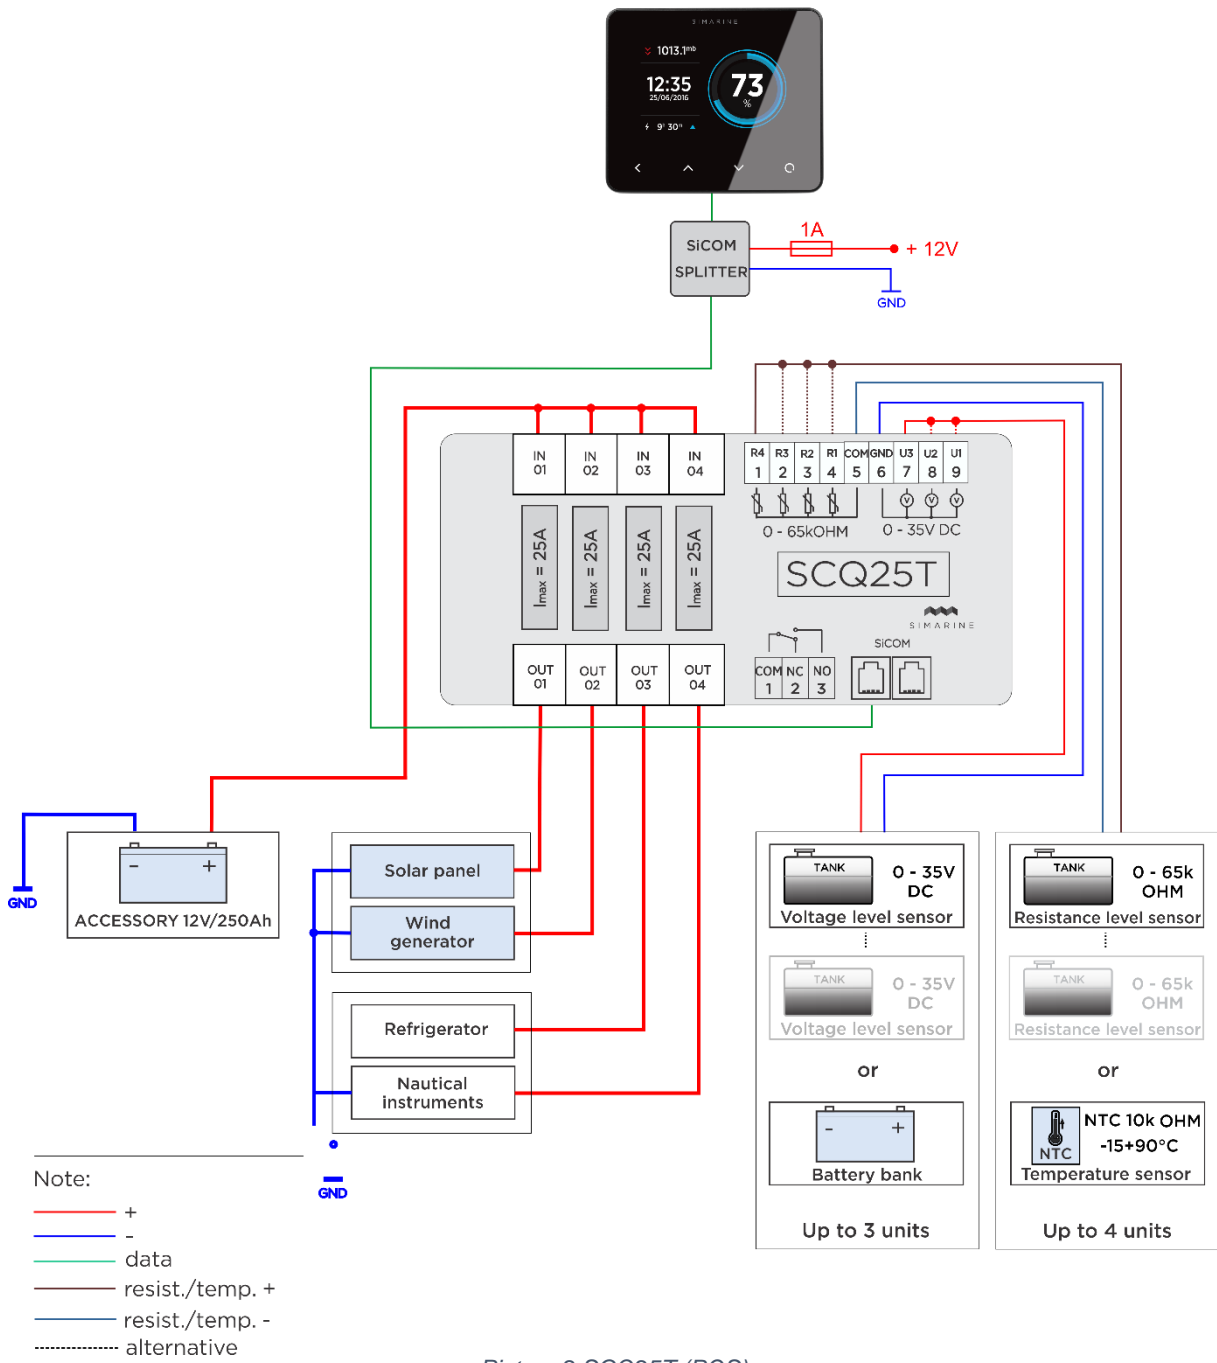 SIMARINE
1013.1mb
12:35
25/06/2016
73
%
9h 30m
SiCOM
SPLITTER
1A
+ 12V
GND
IN
01
IN
02
IN
03
IN
04
R4
1
R3
2
R2
3
R1
4
COM
5
GND
6
U3
7
U2
8
U1
9
V
V
V
0 - 65kOHM
0 - 35V DC
Imax = 25A
Imax = 25A
Imax = 25A
Imax = 25A
SCQ25T
SIMARINE
SiCOM
OUT
01
OUT
02
OUT
03
OUT
04
COM
1
NC
2
NO
3
- +
ACCESSORY 12V/250Ah
GND
Solar panel
Wind
generator
Refrigerator
Nautical
instruments
GND
TANK
0 - 35V
DC
Voltage level sensor
TANK
0 - 35V
DC
Voltage level sensor
or
- +
Battery bank
Up to 3 units
TANK
0 - 65k
OHM
Resistance level sensor
TANK
0 - 65k
OHM
Resistance level sensor
or
NTC
NTC 10k OHM
-15+90°C
Temperature sensor
Up to 4 units
Note:
+
-
data
resist./temp. +
resist./temp. -
alternative